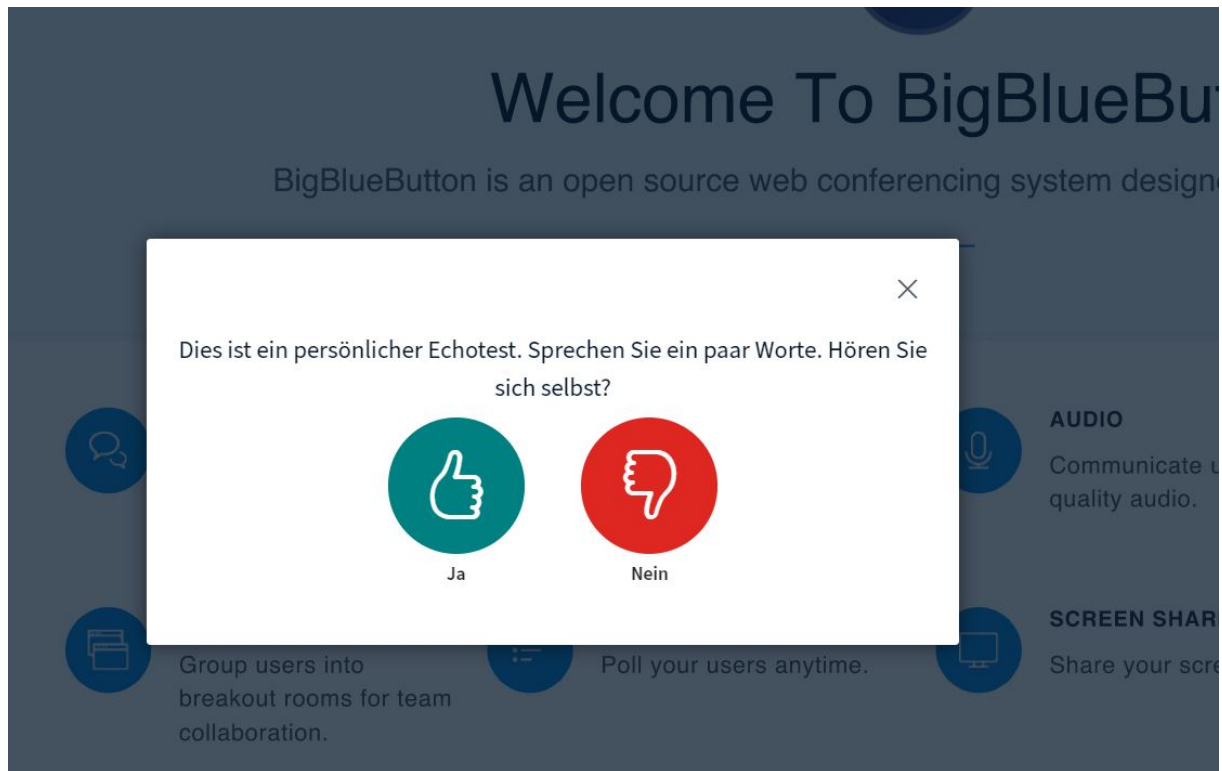 Welcome To BigBlueBut
BigBlueButton is an open source web conferencing system designe
Dies ist ein persönlicher Echotest. Sprechen Sie ein paar Worte. Hören Sie
sich selbst?
Ja
Nein
AUDIO
Communicate u
quality audio.
Group users into
breakout rooms for team
collaboration.
Poll your users anytime.
SCREEN SHAR
Share your scre